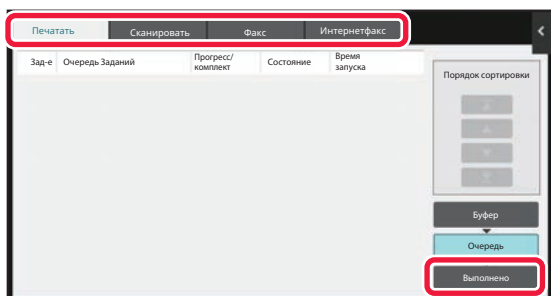 Печатать Сканировать Факс Интернетфакс
Зад-е Очередь Заданий Прогресс/комплект Состояние Время запуска
Порядок сортировки
Буфер
Очередь
Выполнено